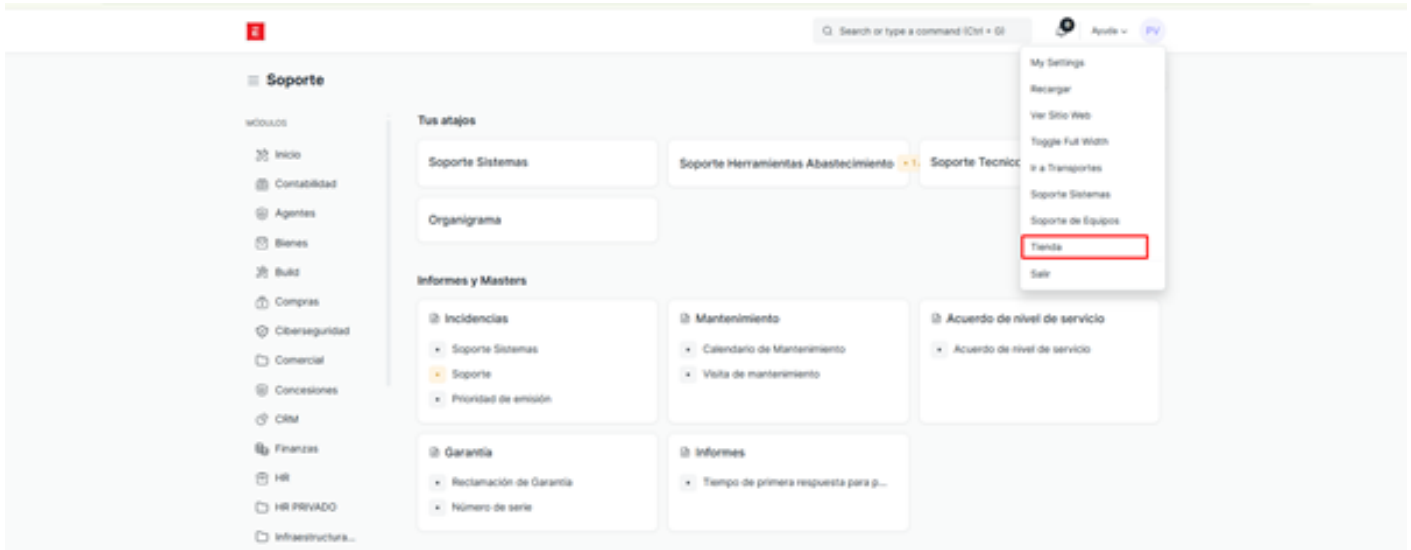 Search or type a command (Ctrl + G)
Ayuda
PV
Soporte
MÓDULOS
Inicio
Contabilidad
Agentes
Bienes
Build
Compras
Ciberseguridad
Comercial
Concesiones
CRM
Finanzas
HR
HR PRIVADO
Infraestructura...
Tus atajos
Soporte Sistemas
Soporte Herramientas Abastecimiento
Soporte Tecnico
Organigrama
Informes y Masters
Incidencias
Soporte Sistemas
Soporte
Prioridad de emisión
Mantenimiento
Calendario de Mantenimiento
Visita de mantenimiento
Acuerdo de nivel de servicio
Acuerdo de nivel de servicio
Garantía
Reclamación de Garantía
Número de serie
Informes
Tiempo de primera respuesta para p...
My Settings
Recargar
Ver Sitio Web
Toggle Full Width
Ir a Transportes
Soporte Sistemas
Soporte de Equipos
Tienda
Salir